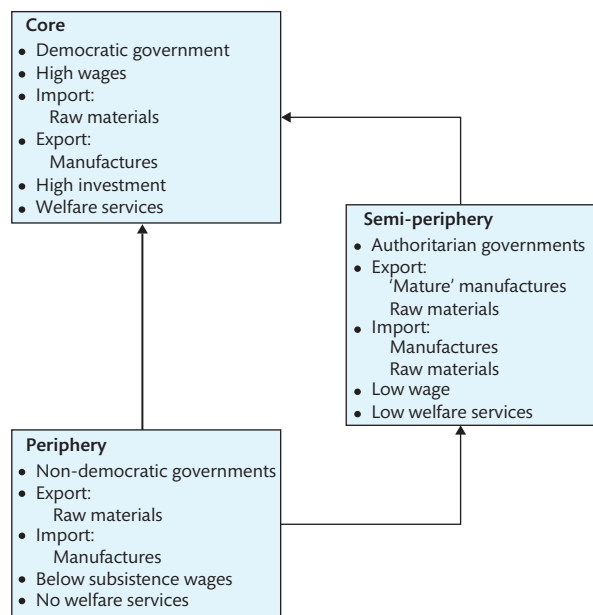 Core
• Democratic government
• High wages
• Import:
Raw materials
• Export:
Manufactures
• High investment
• Welfare services
Semi-periphery
• Authoritarian governments
• Export:
‘Mature’ manufactures
Raw materials
• Import:
Manufactures
Raw materials
• Low wage
• Low welfare services
Periphery
• Non-democratic governments
• Export:
Raw materials
• Import:
Manufactures
• Below subsistence wages
• No welfare services